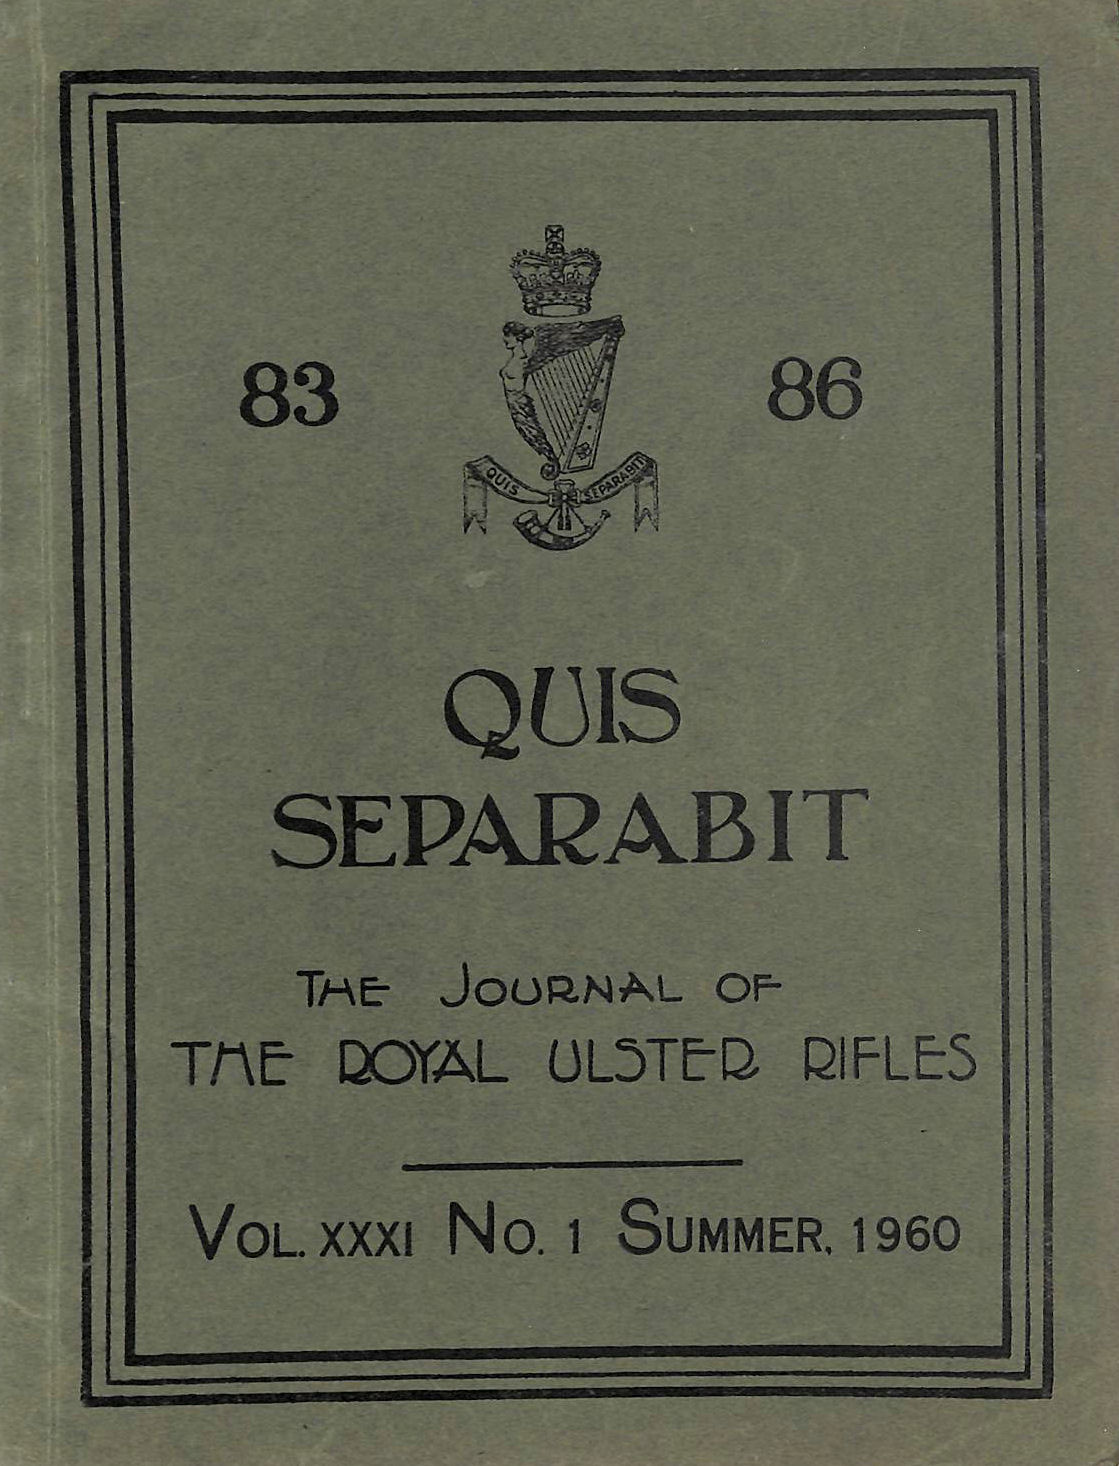 83 86
QUIS SEPARABIT
QUIS
SEPARABIT
THE JOURNAL OF
THE ROYAL ULSTER RIFLES
VOL. XXXI NO. 1 SUMMER, 1960